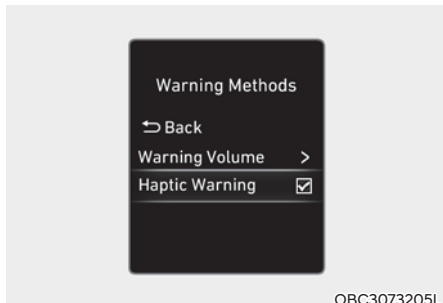 Warning Methods
⮌ Back
Warning Volume >
Haptic Warning ☑
OBC3073205L